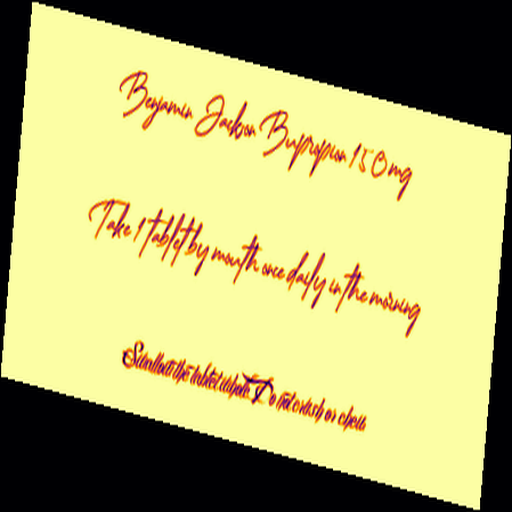 Benjamin Jackson Bupropion 150mg
Take 1 tablet by mouth once daily in the morning
Swallow the tablet whole. Do not crush or chew